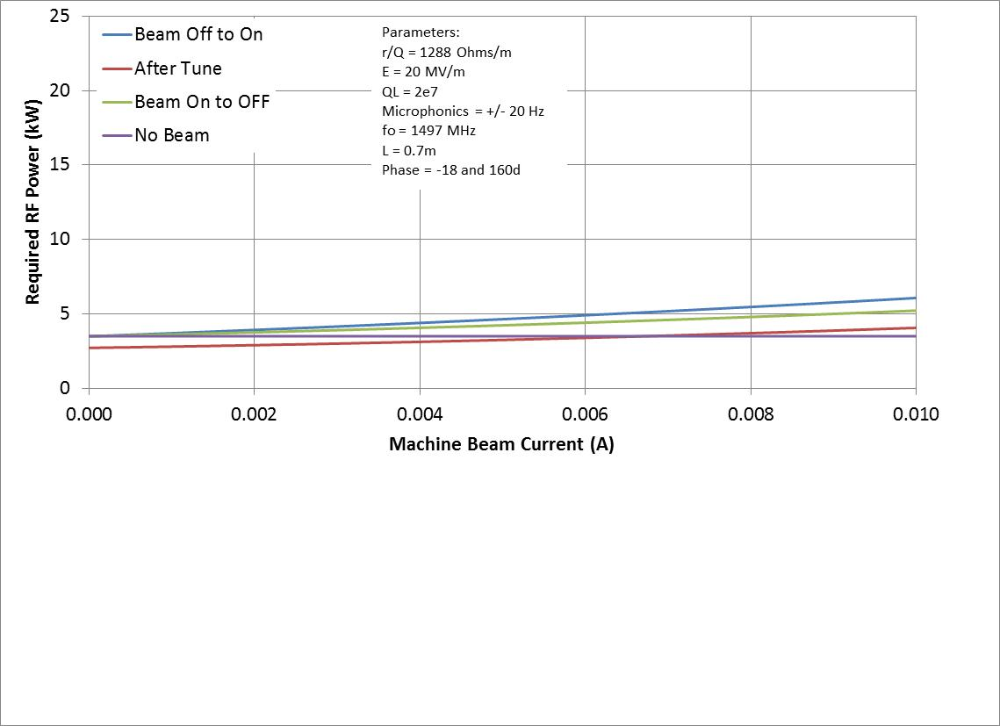 25
20
15
10
5
0
Required RF Power (kW)
Beam Off to On
After Tune
Beam On to OFF
No Beam
Parameters:
r/Q = 1288 Ohms/m
E = 20 MV/m
QL = 2e7
Microphonics = +/- 20 Hz
fo = 1497 MHz
L = 0.7m
Phase = -18 and 160d
0.000 0.002 0.004 0.006 0.008 0.010
Machine Beam Current (A)